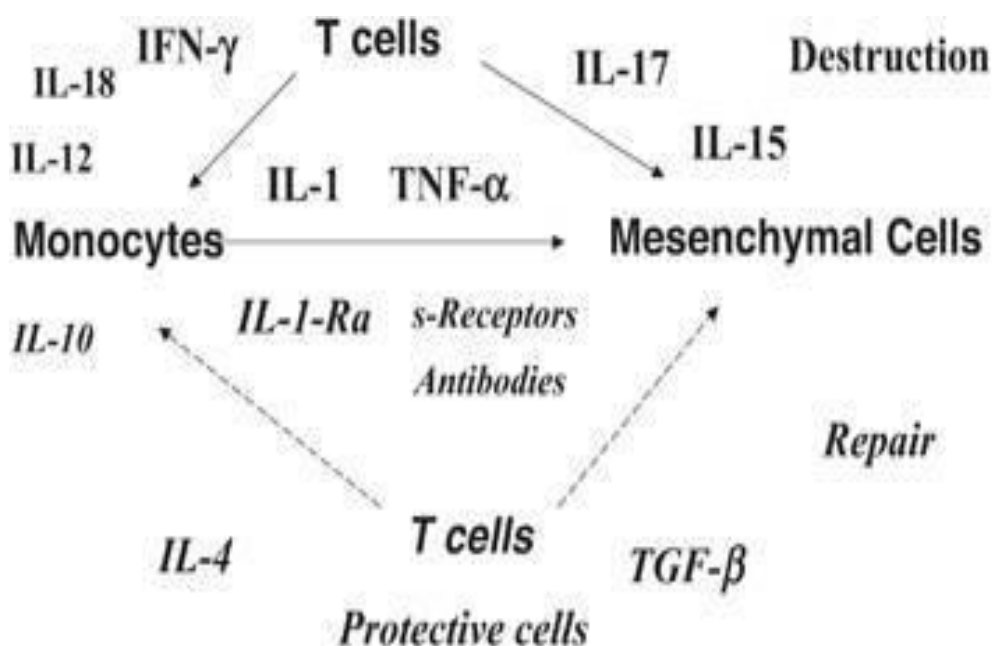 IFN-γ
T cells
IL-17
Destruction
IL-18
IL-12
IL-15
IL-1
TNF-α
Monocytes
Mesenchymal Cells
IL-10
IL-1-Ra
s-Receptors
Antibodies
Repair
T cells
IL-4
TGF-β
Protective cells